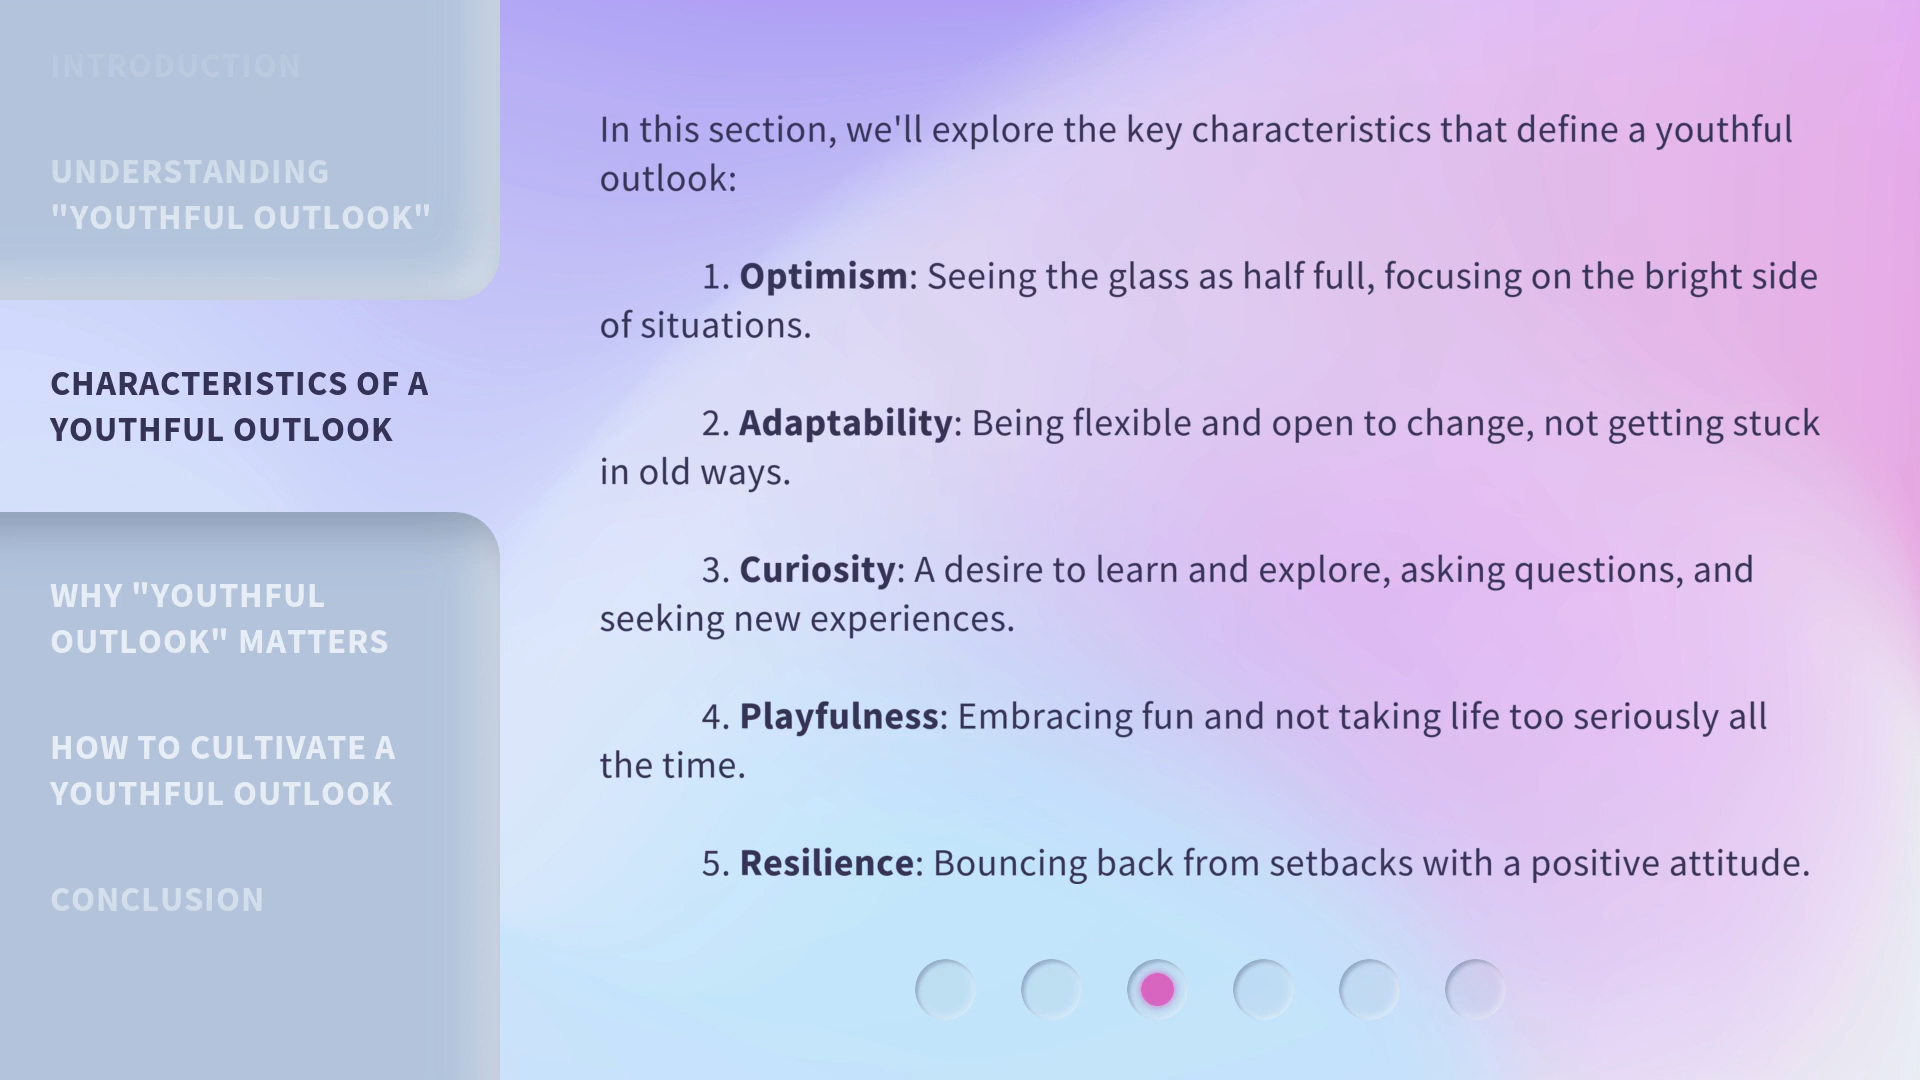 INTRODUCTION
UNDERSTANDING
"YOUTHFUL OUTLOOK"
CHARACTERISTICS OF A
YOUTHFUL OUTLOOK
WHY "YOUTHFUL
OUTLOOK" MATTERS
HOW TO CULTIVATE A
YOUTHFUL OUTLOOK
CONCLUSION
In this section, we'll explore the key characteristics that define a youthful
outlook:
1. Optimism: Seeing the glass as half full, focusing on the bright side
of situations.
2. Adaptability: Being flexible and open to change, not getting stuck
in old ways.
3. Curiosity: A desire to learn and explore, asking questions, and
seeking new experiences.
4. Playfulness: Embracing fun and not taking life too seriously all
the time.
5. Resilience: Bouncing back from setbacks with a positive attitude.